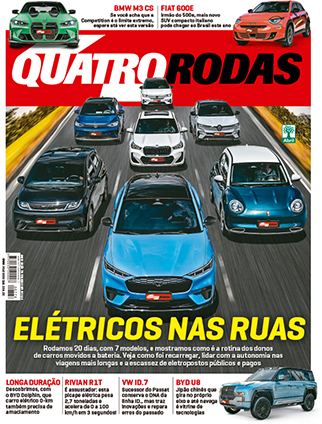 BMW M3 CS
Se você acha que o
Competition é o limite extremo,
espere até ver esta versão
FIAT 600E
Irmão do 500e, mais novo
SUV compacto italiano
pode chegar ao Brasil este ano
QUATRO RODAS
Abril
ELÉTRICOS NAS RUAS
Rodamos 20 dias, com 7 modelos, e mostramos como é a rotina dos donos
de carros movidos a bateria. Veja como foi recarregar, lidar com a autonomia nas
viagens mais longas e a escassez de eletropostos públicos e pagos
LONGA DURAÇÃO
Descobrimos, com
o BYD Dolphin, que
carro elétrico 0-km
também precisa de
amaciamento
RIVIAN R1T
É assustador: esta
picape elétrica pesa
2,7 toneladas e
acelera de 0 a 100
km/h em 3 segundos!
VW ID.7
Sucessor do Passat
conserva o DNA da
linha ID., mas traz
inovações e repara
erros do passado
BYD U8
Jipão chinês que
gira no próprio
eixo e até navega
é vitrine de
tecnologias